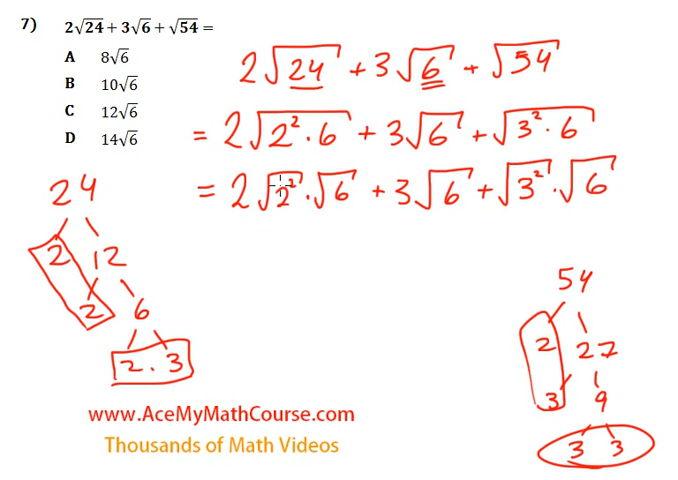 7) 2√24 + 3√6 + √54 =
A 8√6
B 10√6
C 12√6
D 14√6
2√24 + 3√6 + √54
= 2√2²·6 + 3√6 + √3²·6
= 2√2²·√6 + 3√6 + √3²·√6
24
2 12
2 6
2 . 3
54
2 27
3 9
3 3
www.AceMyMathCourse.com
Thousands of Math Videos